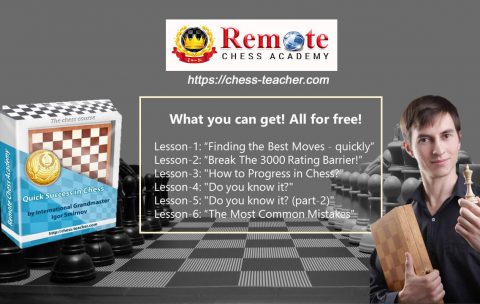 Remote
CHESS ACADEMY
https://chess-teacher.com
What you can get! All for free!
Lesson-1: “Finding the Best Moves - quickly”
Lesson-2: “Break The 3000 Rating Barrier!”
Lesson-3: “How to Progress in Chess?”
Lesson-4: "Do you know it?"
Lesson-5: "Do you know it? (part-2)"
Lesson-6: “The Most Common Mistakes”
The chess course
Quick Success in Chess
by International Grandmaster
Igor Smirnov
chess-teacher.com
Remote Chess Academy